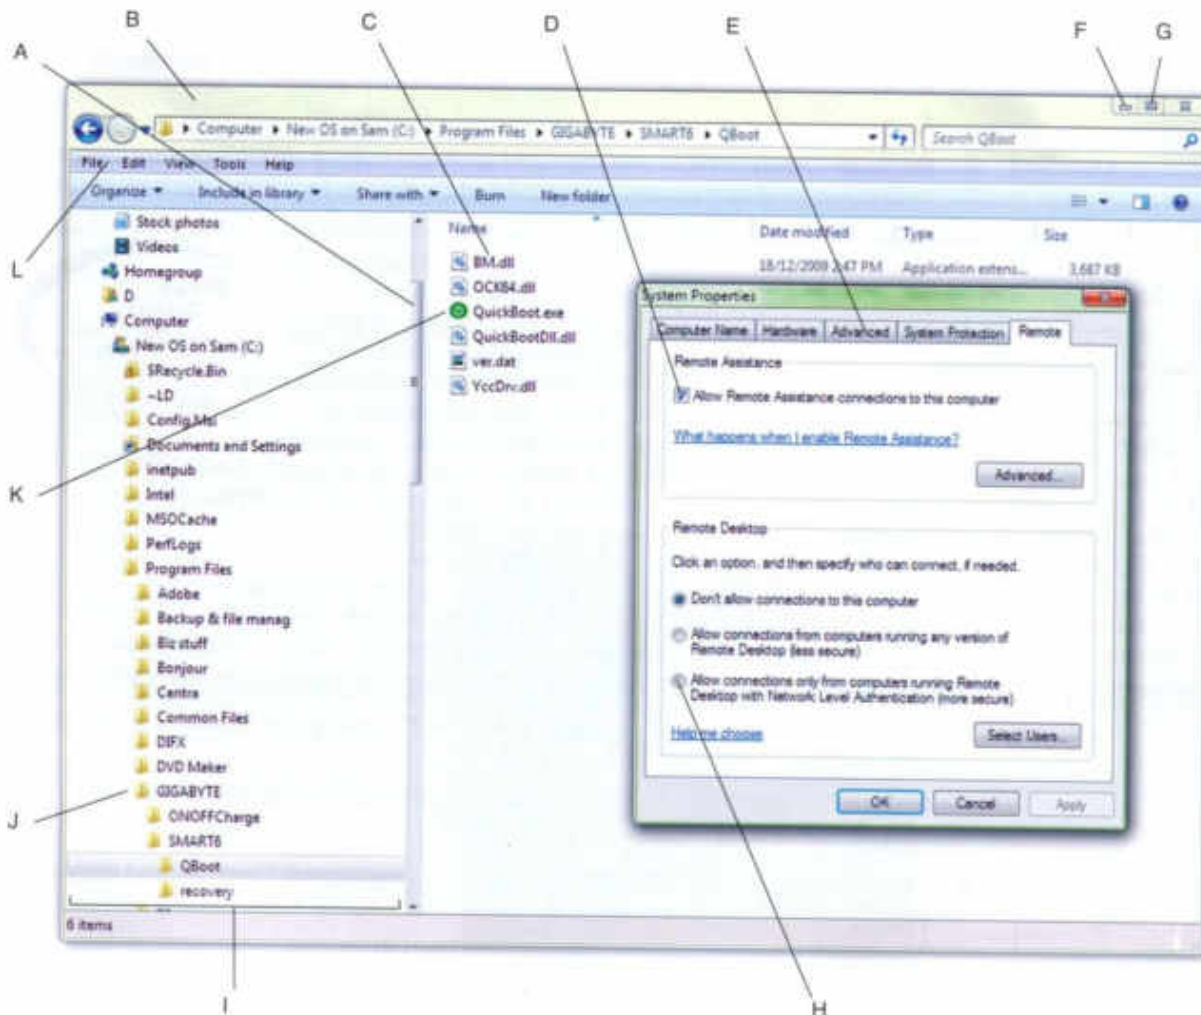 A
B
C
D
E
F
G
Computer ▸ New OS on Sam (C:) ▸ Program Files ▸ GIGABYTE ▸ SMART6 ▸ QBoot
Search QBoot
File Edit View Tools Help
Organize Include in library Share with Burn New folder
L
Stock photos
Videos
Homegroup
D
Computer
New OS on Sam (C:)
$Recycle.Bin
~LD
Config.Msi
Documents and Settings
inetpub
Intel
MSOCache
PerfLogs
Program Files
Adobe
Backup & file manag
Biz stuff
Bonjour
Centra
Common Files
DIFX
DVD Maker
GIGABYTE
ONOFFCharge
SMART6
QBoot
recovery
K
J
Name Date modified Type Size
BM.dll 18/12/2009 2:47 PM Application extens... 3,687 KB
OCK84.dll
QuickBoot.exe
QuickBootDll.dll
ver.dat
YccDrv.dll
System Properties
Computer Name Hardware Advanced System Protection Remote
Remote Assistance
Allow Remote Assistance connections to this computer
What happens when I enable Remote Assistance?
Advanced...
Remote Desktop
Click an option, and then specify who can connect, if needed.
Don't allow connections to this computer
Allow connections from computers running any version of
Remote Desktop (less secure)
Allow connections only from computers running Remote
Desktop with Network Level Authentication (more secure)
Help me choose
Select Users...
OK Cancel Apply
6 items
I
H